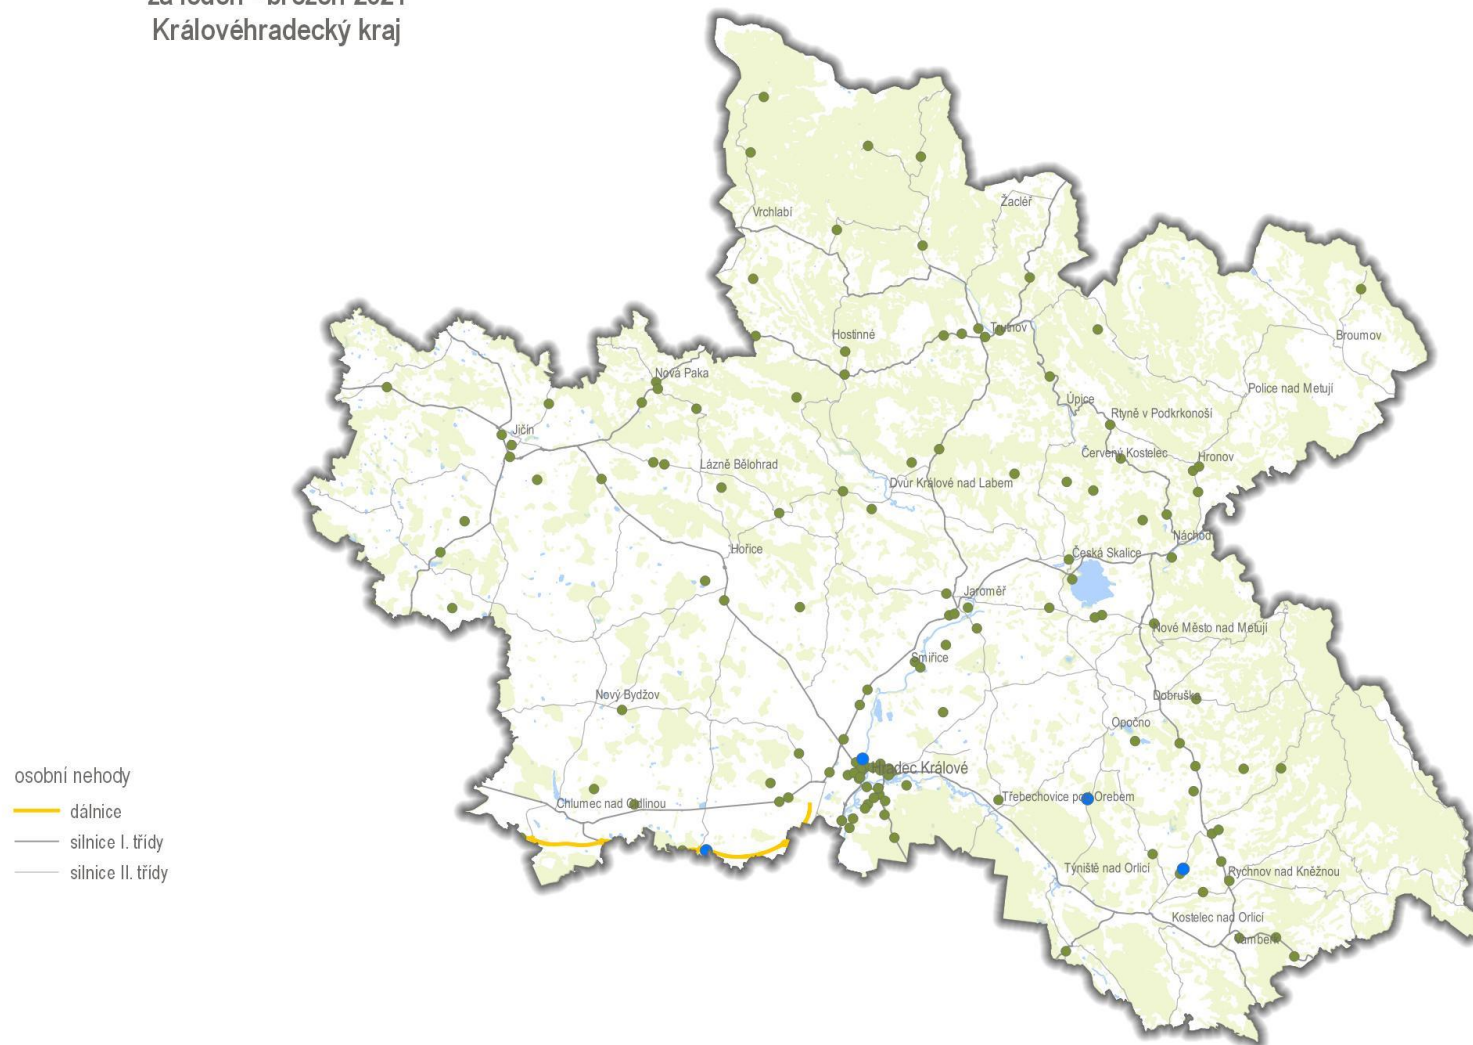 Královéhradecký kraj
Vrchlabí
Žacléř
Hostinné
Trutnov
Broumov
Nová Paka
Police nad Metují
Úpice
Rtyně v Podkrkonoší
Jičín
Červený Kostelec
Hronov
Lázně Bělohrad
Dvůr Králové nad Labem
Náchod
Hořice
Česká Skalice
Jaroměř
Nové Město nad Metují
Smiřice
Nový Bydžov
Dobruška
Opočno
Hradec Králové
Třebechovice pod Orebem
Chlumec nad Cidlinou
Týniště nad Orlicí
Rychnov nad Kněžnou
Kostelec nad Orlicí
Vamberk
osobní nehody
dálnice
silnice I. třídy
silnice II. třídy